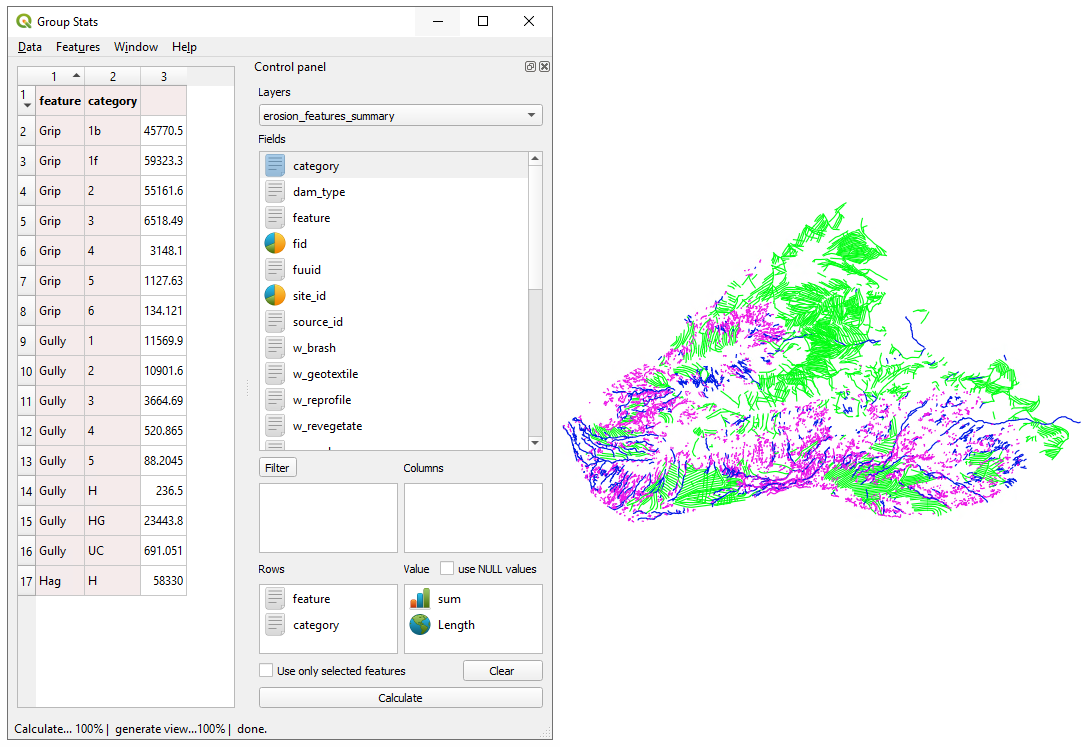 Group Stats
Data Features Window Help
1 2 3
1 feature category
2 Grip 1b 45770.5
3 Grip 1f 59323.3
4 Grip 2 55161.6
5 Grip 3 6518.49
6 Grip 4 3148.1
7 Grip 5 1127.63
8 Grip 6 134.121
9 Gully 1 11569.9
10 Gully 2 10901.6
11 Gully 3 3664.69
12 Gully 4 520.865
13 Gully 5 88.2045
14 Gully H 236.5
15 Gully HG 23443.8
16 Gully UC 691.051
17 Hag H 58330
Control panel
Layers
erosion_features_summary
Fields
category
dam_type
feature
fid
fuuid
site_id
source_id
w_brash
w_geotextile
w_reprofile
w_revegetate
Filter Columns
Rows Value use NULL values
feature sum
category Length
Use only selected features Clear
Calculate
Calculate... 100% | generate view...100% | done.